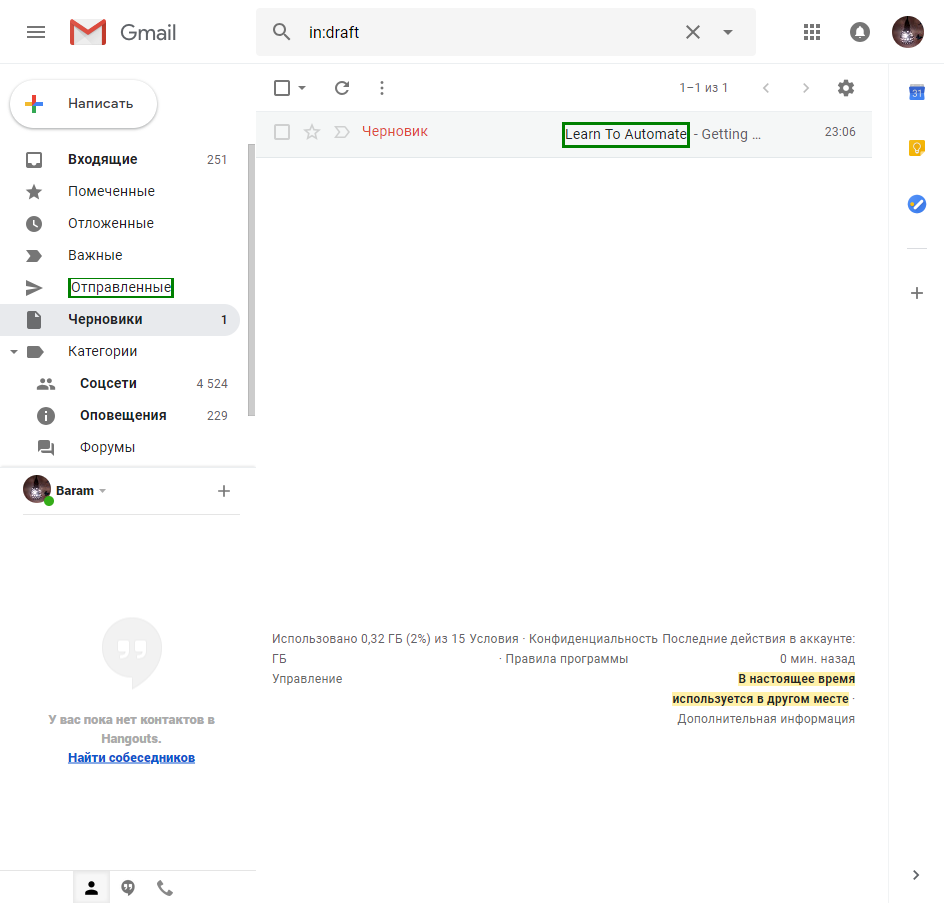 Gmail
in:draft
Написать
1–1 из 1
31
Черновик
Learn To Automate - Getting ...
23:06
Входящие 251
Помеченные
Отложенные
Важные
Отправленные
Черновики 1
Категории
Соцсети 4 524
Оповещения 229
Форумы
Baram
У вас пока нет контактов в
Hangouts.
Найти собеседников
Использовано 0,32 ГБ (2%) из 15
ГБ
Управление
Условия · Конфиденциальность
· Правила программы
Последние действия в аккаунте:
0 мин. назад
В настоящее время
используется в другом месте ·
Дополнительная информация